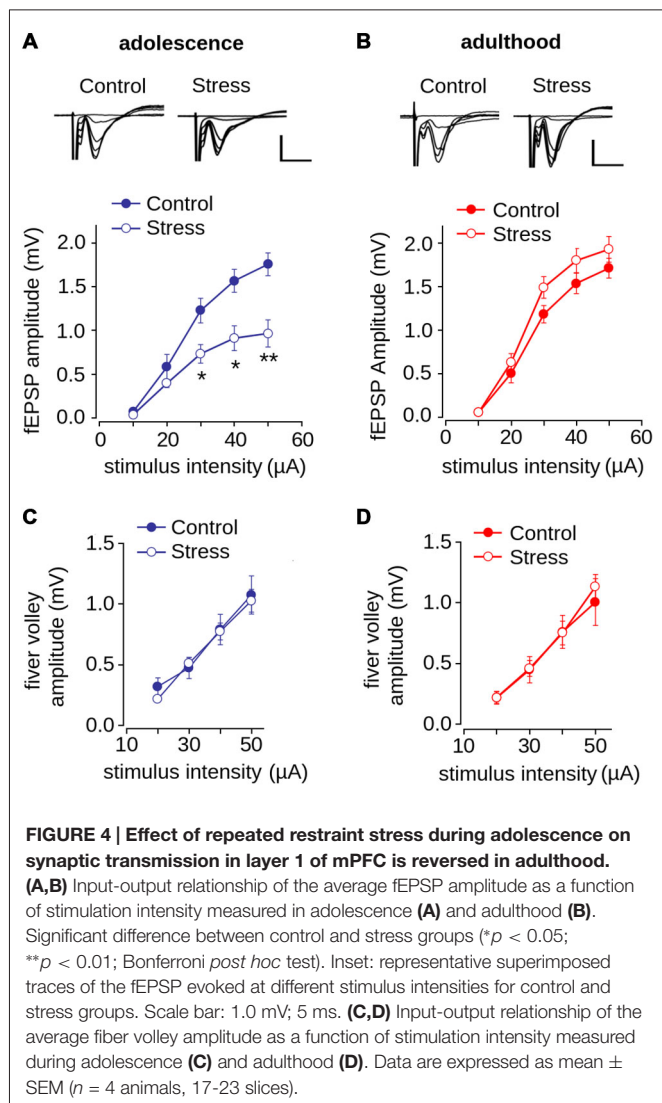 A adolescence
Control Stress
Control
Stress
fEPSP amplitude (mV)
2.0
1.5
1.0
0.5
0.0
* * **
0 20 40 60
stimulus intensity (µA)
B adulthood
Control Stress
Control
Stress
fEPSP Amplitude (mV)
2.0
1.5
1.0
0.5
0.0
0 20 40 60
stimulus intensity (µA)
C
Control
Stress
fiver volley
amplitude (mV)
1.5
1.0
0.5
0.0
10 30 50
stimulus intensity (µA)
D
Control
Stress
fiver volley
amplitude (mV)
1.5
1.0
0.5
0.0
10 30 50
stimulus intensity (µA)
FIGURE 4 | Effect of repeated restraint stress during adolescence on
synaptic transmission in layer 1 of mPFC is reversed in adulthood.
(A,B) Input-output relationship of the average fEPSP amplitude as a function
of stimulation intensity measured in adolescence (A) and adulthood (B).
Significant difference between control and stress groups (*p < 0.05;
**p < 0.01; Bonferroni post hoc test). Inset: representative superimposed
traces of the fEPSP evoked at different stimulus intensities for control and
stress groups. Scale bar: 1.0 mV; 5 ms. (C,D) Input-output relationship of the
average fiber volley amplitude as a function of stimulation intensity measured
during adolescence (C) and adulthood (D). Data are expressed as mean ±
SEM (n = 4 animals, 17-23 slices).